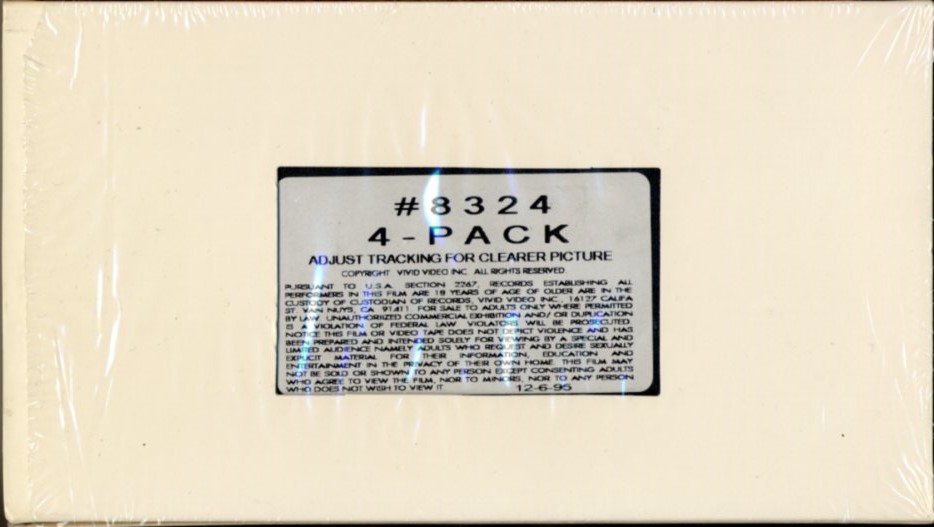 #8324
4-PACK
ADJUST TRACKING FOR CLEARER PICTURE
COPYRIGHT VIVID VIDEO INC. ALL RIGHTS RESERVED.
PURSUANT TO U.S.A. SECTION 2267, RECORDS ESTABLISHING ALL
PERFORMERS IN THIS FILM ARE 18 YEARS OF AGE OF OLDER ARE IN THE
CUSTODY OF CUSTODIAN OF RECORDS, VIVID VIDEO INC., 16127 CALIFA
ST. VAN NUYS, CA 91411 FOR SALE TO ADULTS ONLY WHERE PERMITTED
BY LAW. UNAUTHORIZED COMMERCIAL EXHIBITION AND/OR DUPLICATION
IS A VIOLATION OF FEDERAL LAW VIOLATORS WILL BE PROSECUTED.
NOTICE THIS FILM OR VIDEO TAPE DOES NOT DEPICT VIOLENCE AND HAS
BEEN PREPARED AND INTENDED SOLELY FOR VIEWING BY A SPECIAL AND
LIMITED AUDIENCE NAMELY ADULTS WHO REQUEST AND DESIRE SEXUALLY
EXPLICIT MATERIAL FOR THEIR INFORMATION, EDUCATION AND
ENTERTAINMENT IN THE PRIVACY OF THEIR OWN HOME. THIS FILM MAY
NOT BE SOLD OR SHOWN TO ANY PERSON EXCEPT CONSENTING ADULTS
WHO AGREE TO VIEW THE FILM, NOR TO MINORS, NOR TO ANY PERSON
WHO DOES NOT WISH TO VIEW IT 12-6-95